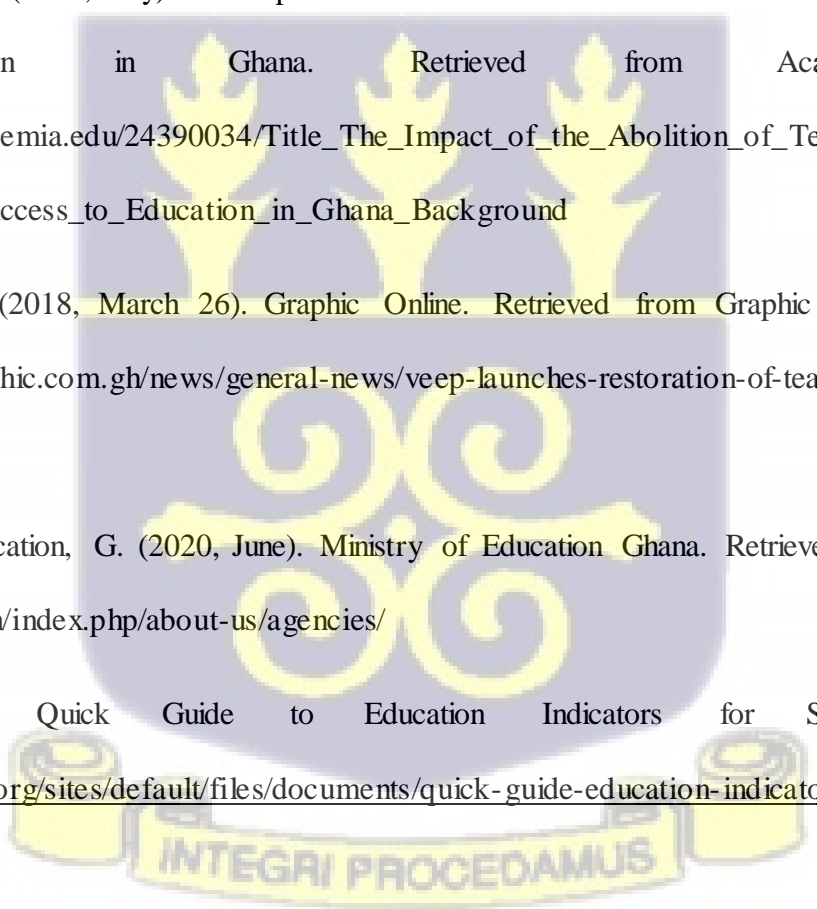 n in Ghana. Retrieved from Aca
emia.edu/24390034/Title_The_Impact_of_the_Abolition_of_Te
ccess_to_Education_in_Ghana_Background
(2018, March 26). Graphic Online. Retrieved from Graphic
hic.com.gh/news/general-news/veep-launches-restoration-of-tea
cation, G. (2020, June). Ministry of Education Ghana. Retrieve
/index.php/about-us/agencies/
Quick Guide to Education Indicators for S
org/sites/default/files/documents/quick-guide-education-indicato
INTEGRI PROCEDAMUS